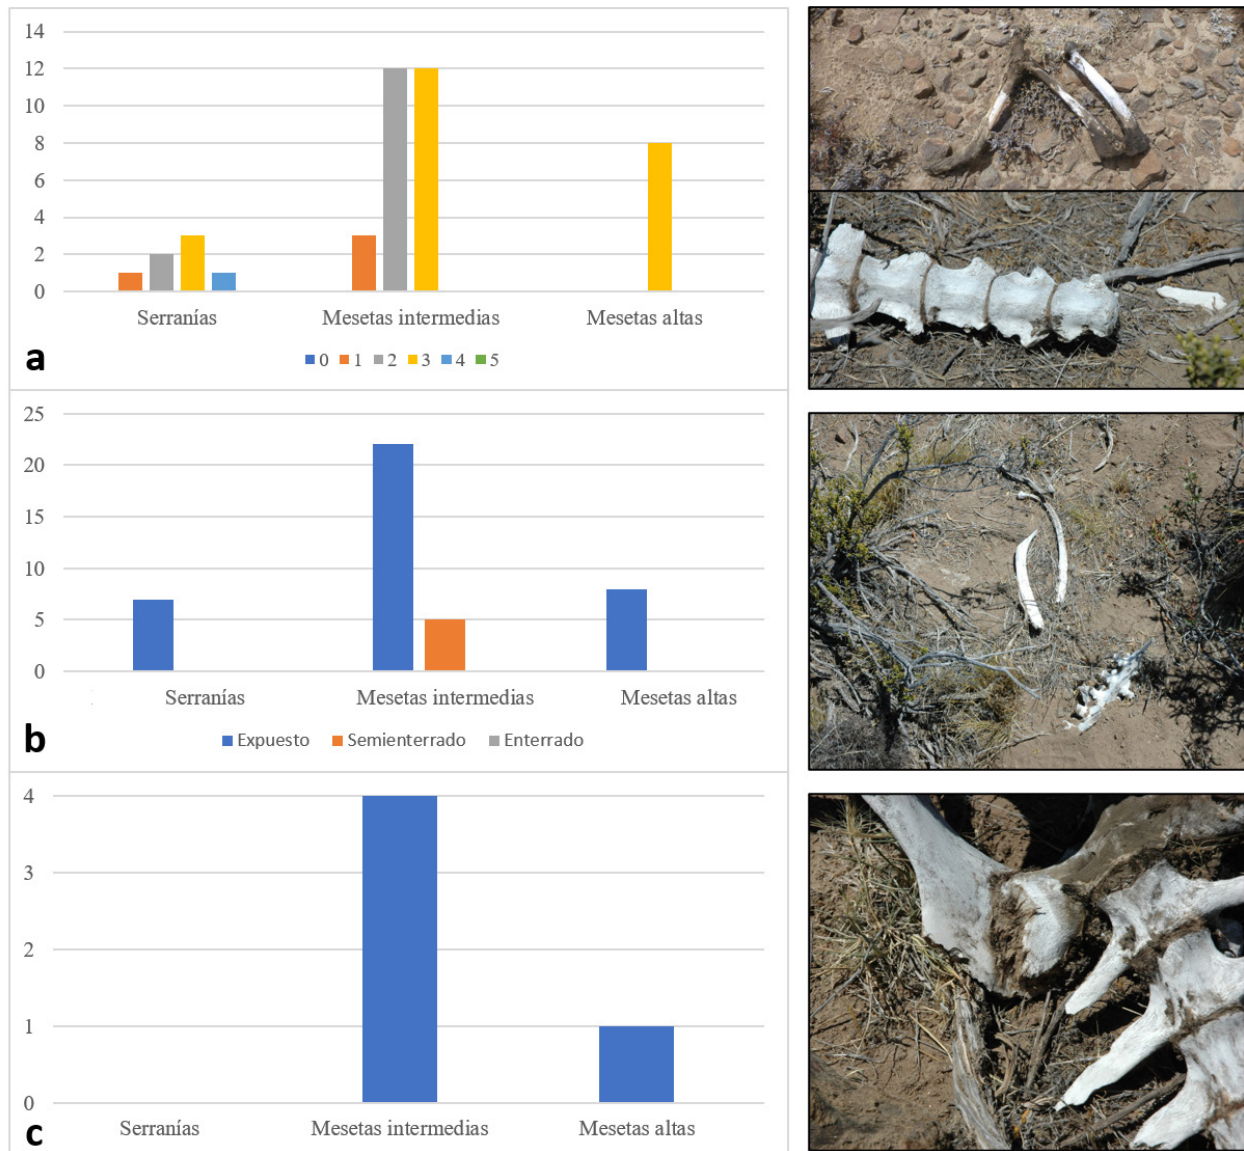 14
12
10
8
6
4
2
0
Serranías Mesetas intermedias Mesetas altas
a
0 1 2 3 4 5
25
20
15
10
5
0
Serranías Mesetas intermedias Mesetas altas
b
Expuesto Semienterrado Enterrado
4
3
2
1
0
Serranías Mesetas intermedias Mesetas altas
c